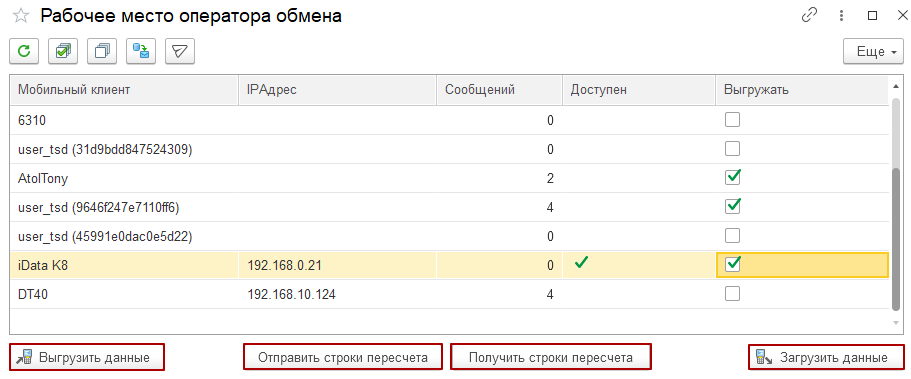 Рабочее место оператора обмена
Еще
Мобильный клиент IPАдрес Сообщений Доступен Выгружать
6310 0
user_tsd (31d9bdd847524309) 0
AtolTony 2
user_tsd (9646f247e7110ff6) 4
user_tsd (45991e0dac0e5d22) 0
iData K8 192.168.0.21 0
DT40 192.168.10.124 4
Выгрузить данные Отправить строки пересчета Получить строки пересчета Загрузить данные